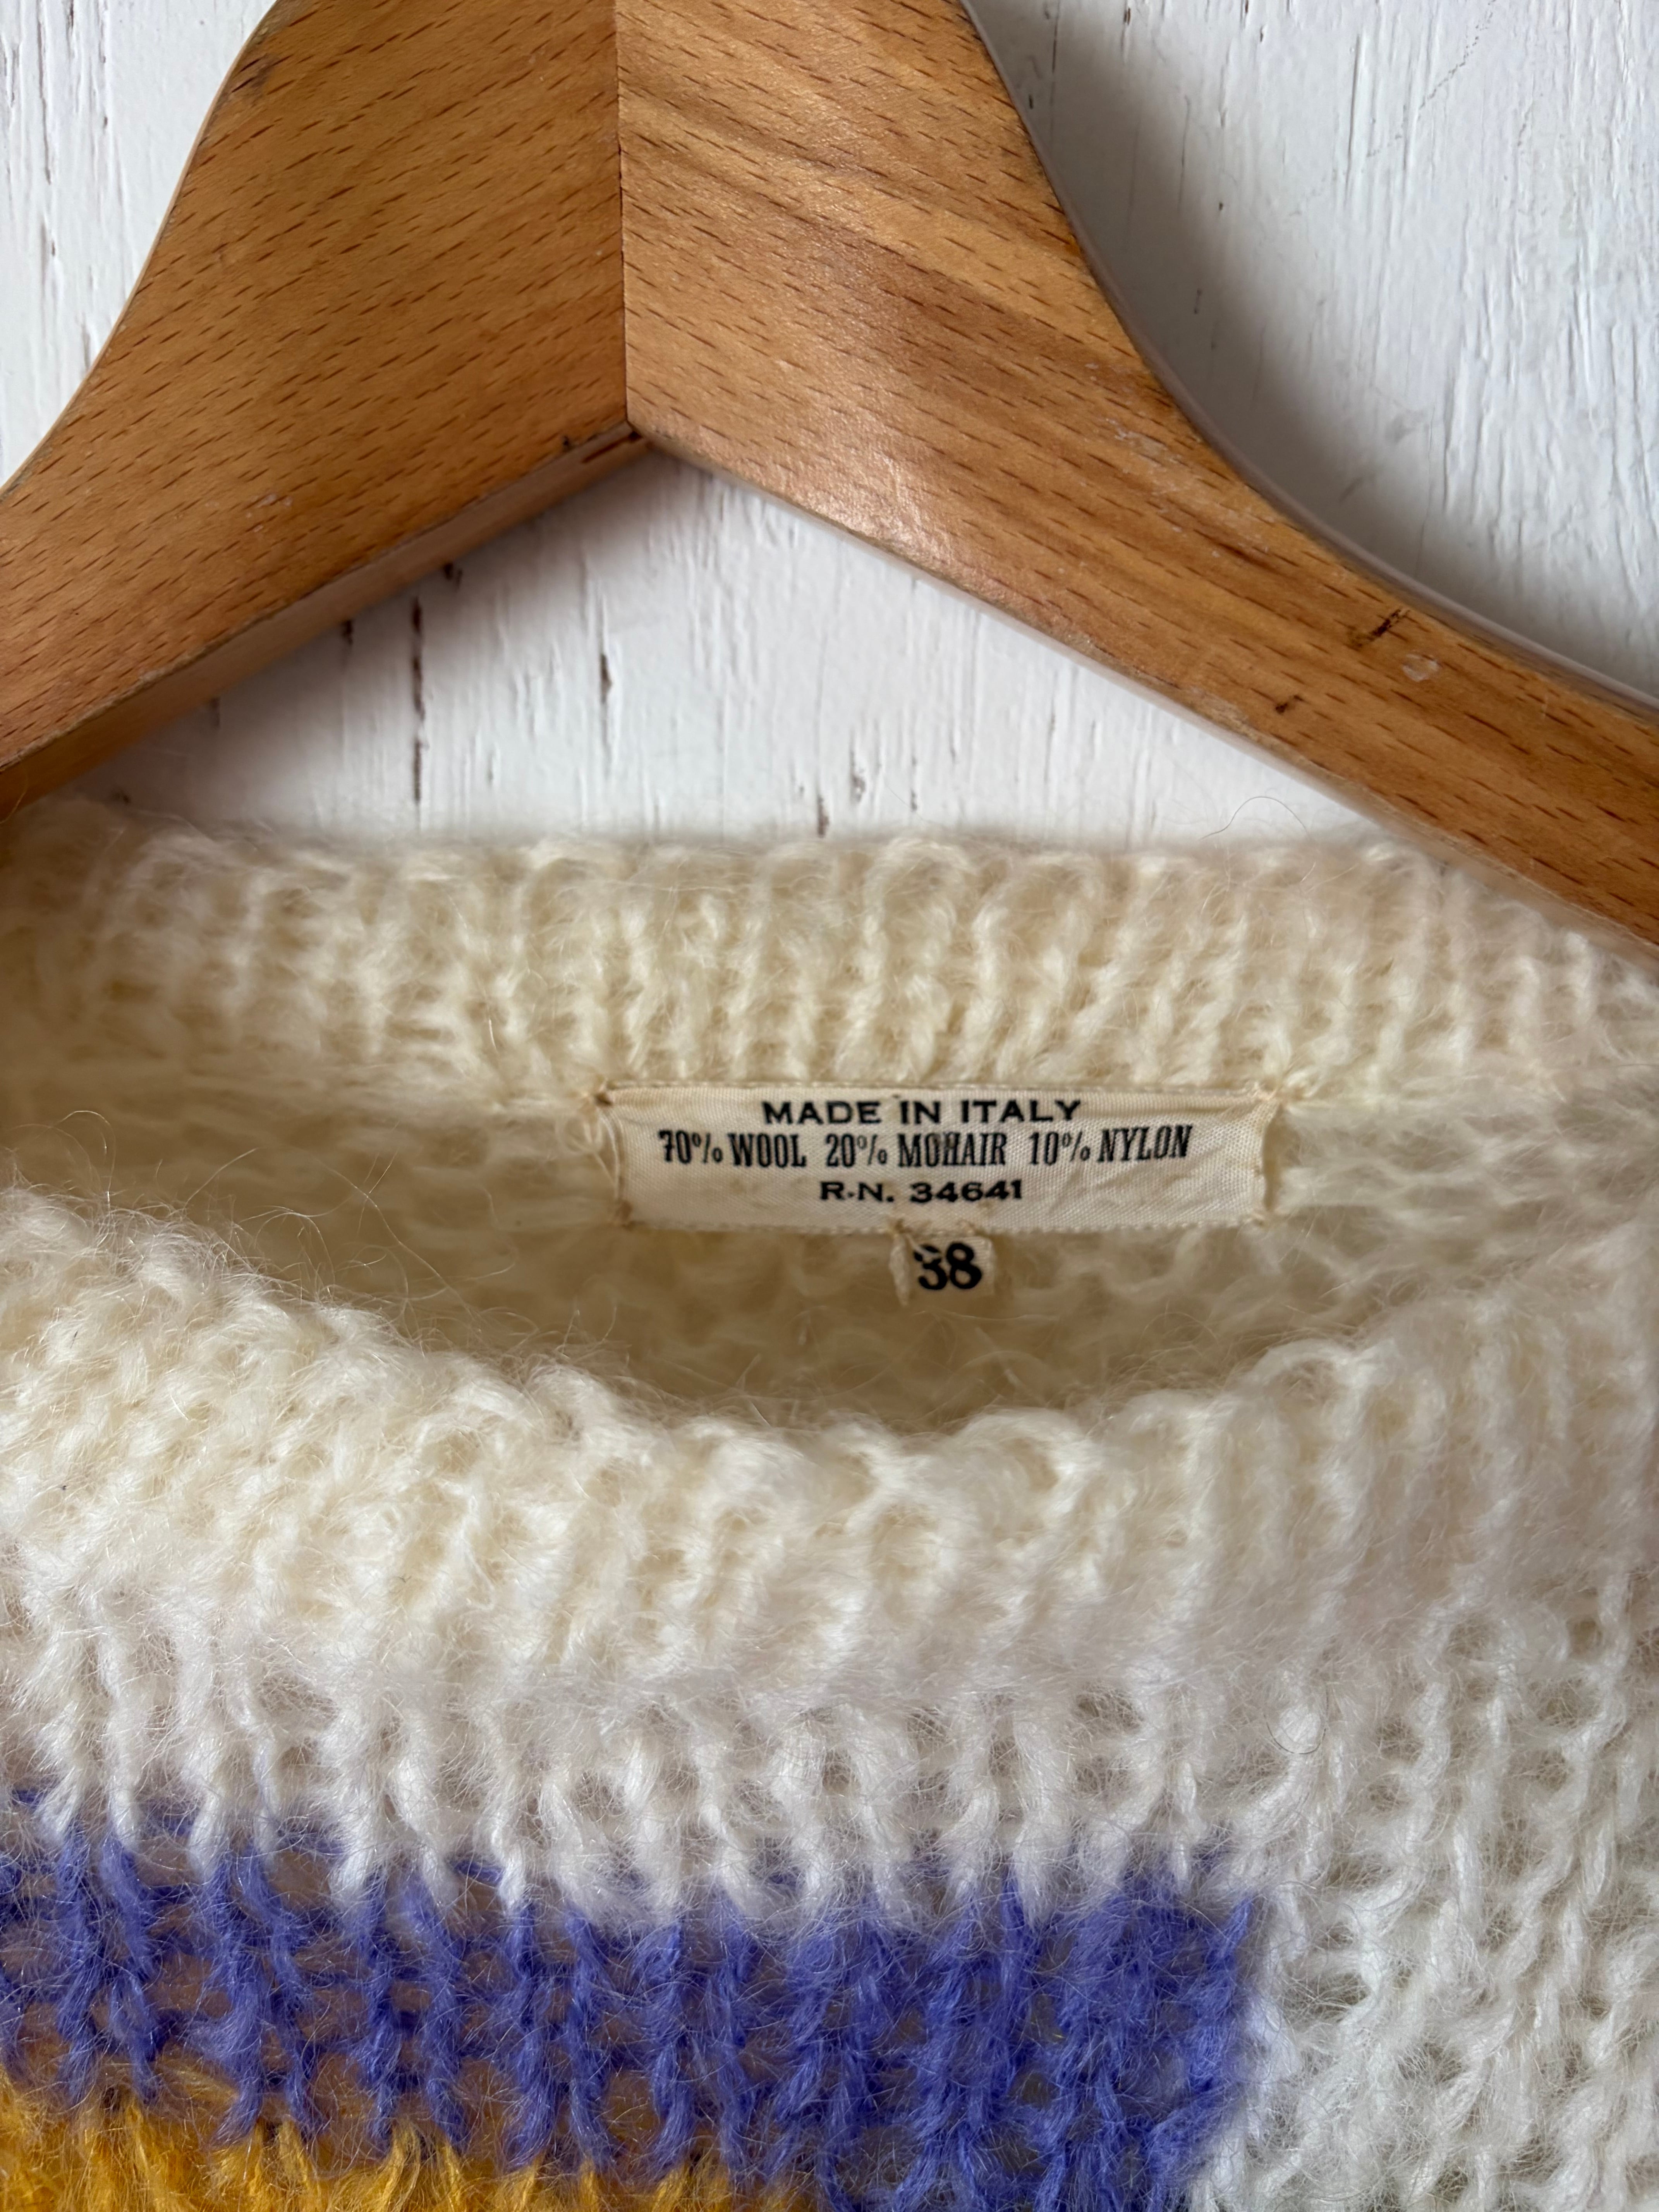 MADE IN ITALY
70% WOOL 20% MOHAIR 10% NYLON
R.N. 34641
38